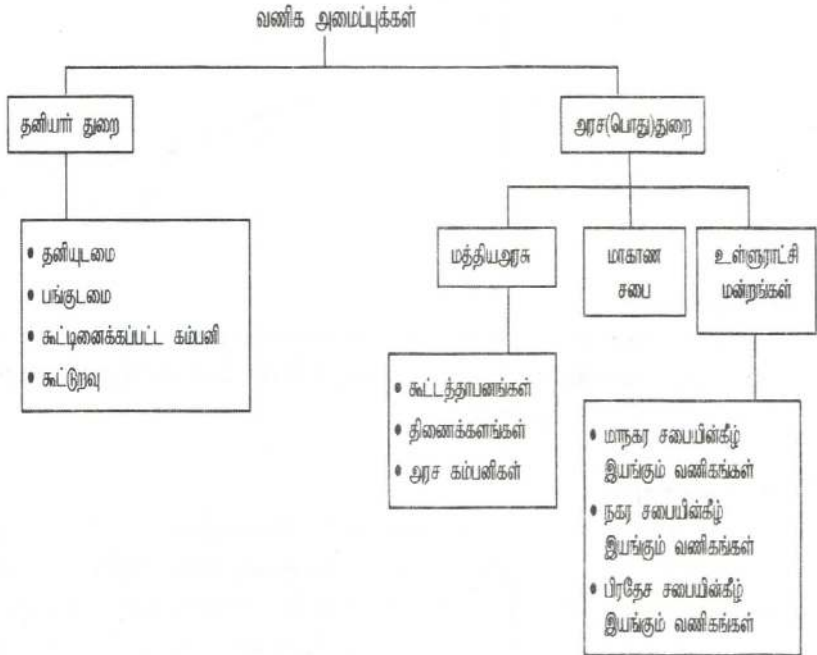 வணிக அமைப்புக்கள்
தனியார் துறை
அரச(பொது)துறை
• தனியுடமை
• பங்குடமை
• கூட்டினைக்கப்பட்ட கம்பனி
• கூட்டுறவு
மத்தியஅரசு
மாகாண
சபை
உள்ளுராட்சி
மன்றங்கள்
• கூட்டத்தாபனங்கள்
• திணைக்களங்கள்
• அரச கம்பனிகள்
• மாநகர சபையின்கீழ்
இயங்கும் வணிகங்கள்
• நகர சபையின்கீழ்
இயங்கும் வணிகங்கள்
• பிரதேச சபையின்கீழ்
இயங்கும் வணிகங்கள்